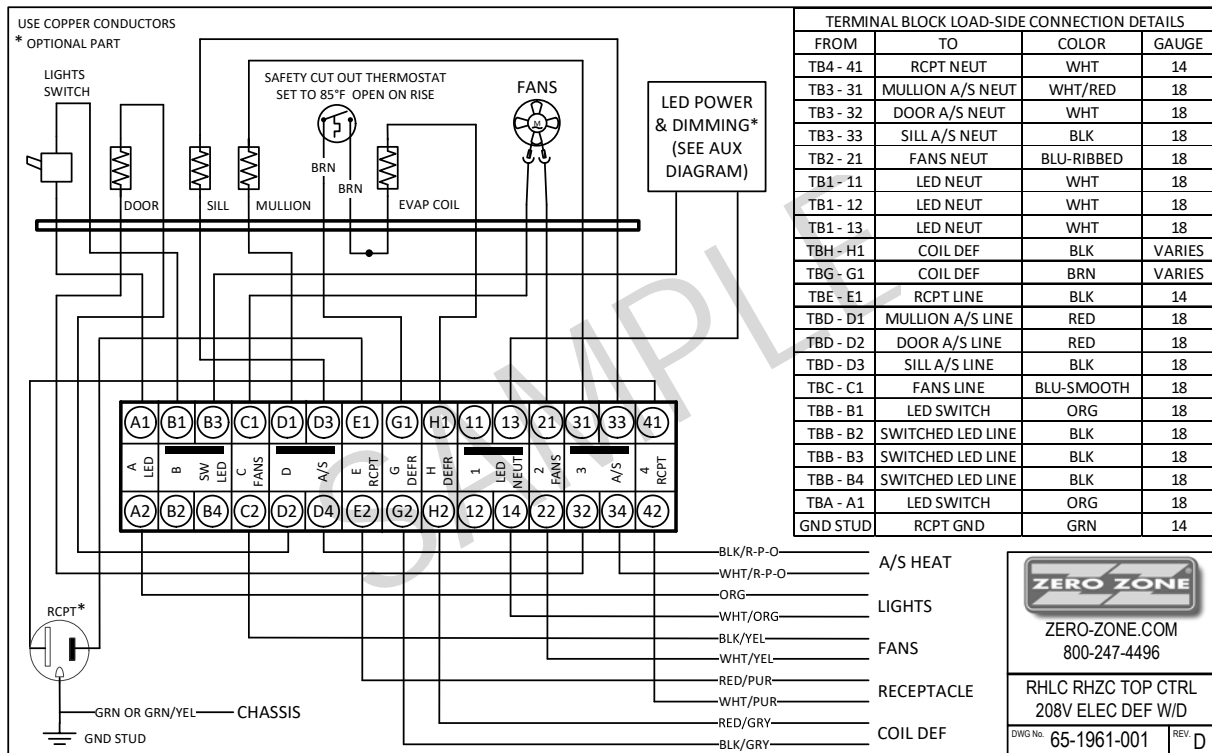 USE COPPER CONDUCTORS
* OPTIONAL PART
LIGHTS
SWITCH
SAFETY CUT OUT THERMOSTAT
SET TO 85°F OPEN ON RISE
FANS
M
BRN
BRN
DOOR
SILL
MULLION
EVAP COIL
LED POWER
& DIMMING*
(SEE AUX
DIAGRAM)
A1 B1 B3 C1 D1 D3 E1 G1 H1 11 13 21 31 33 41
A LED
B SW LED
C FANS
D A/S
E RCPT
G DEFR
H DEFR
1 LED NEUT
2 FANS
3 A/S
4 RCPT
A2 B2 B4 C2 D2 D4 E2 G2 H2 12 14 22 32 34 42
BLK/R-P-O
WHT/R-P-O
A/S HEAT
ORG
WHT/ORG
LIGHTS
BLK/YEL
WHT/YEL
FANS
RED/PUR
WHT/PUR
RECEPTACLE
RED/GRY
BLK/GRY
COIL DEF
RCPT*
GRN OR GRN/YEL CHASSIS
GND STUD
SAMPLE
TERMINAL BLOCK LOAD-SIDE CONNECTION DETAILS
FROM TO COLOR GAUGE
TB4 - 41 RCPT NEUT WHT 14
TB3 - 31 MULLION A/S NEUT WHT/RED 18
TB3 - 32 DOOR A/S NEUT WHT 18
TB3 - 33 SILL A/S NEUT BLK 18
TB2 - 21 FANS NEUT BLU-RIBBED 18
TB1 - 11 LED NEUT WHT 18
TB1 - 12 LED NEUT WHT 18
TB1 - 13 LED NEUT WHT 18
TBH - H1 COIL DEF BLK VARIES
TBG - G1 COIL DEF BRN VARIES
TBE - E1 RCPT LINE BLK 14
TBD - D1 MULLION A/S LINE RED 18
TBD - D2 DOOR A/S LINE RED 18
TBD - D3 SILL A/S LINE BLK 18
TBC - C1 FANS LINE BLU-SMOOTH 18
TBB - B1 LED SWITCH ORG 18
TBB - B2 SWITCHED LED LINE BLK 18
TBB - B3 SWITCHED LED LINE BLK 18
TBB - B4 SWITCHED LED LINE BLK 18
TBA - A1 LED SWITCH ORG 18
GND STUD RCPT GND GRN 14
ZERO ZONE
ZERO-ZONE.COM
800-247-4496
RHLC RHZC TOP CTRL
208V ELEC DEF W/D
DWG No. 65-1961-001 REV. D